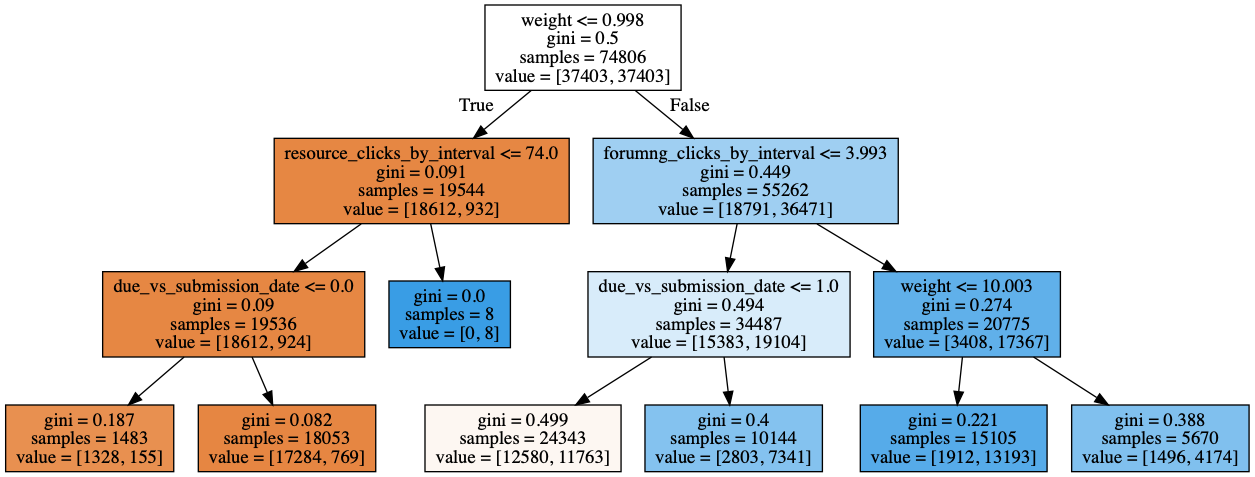 weight <= 0.998
gini = 0.5
samples = 74806
value = [37403, 37403]
True
False
resource_clicks_by_interval <= 74.0
gini = 0.091
samples = 19544
value = [18612, 932]
forumng_clicks_by_interval <= 3.993
gini = 0.449
samples = 55262
value = [18791, 36471]
due_vs_submission_date <= 0.0
gini = 0.09
samples = 19536
value = [18612, 924]
gini = 0.0
samples = 8
value = [0, 8]
due_vs_submission_date <= 1.0
gini = 0.494
samples = 34487
value = [15383, 19104]
weight <= 10.003
gini = 0.274
samples = 20775
value = [3408, 17367]
gini = 0.187
samples = 1483
value = [1328, 155]
gini = 0.082
samples = 18053
value = [17284, 769]
gini = 0.499
samples = 24343
value = [12580, 11763]
gini = 0.4
samples = 10144
value = [2803, 7341]
gini = 0.221
samples = 15105
value = [1912, 13193]
gini = 0.388
samples = 5670
value = [1496, 4174]